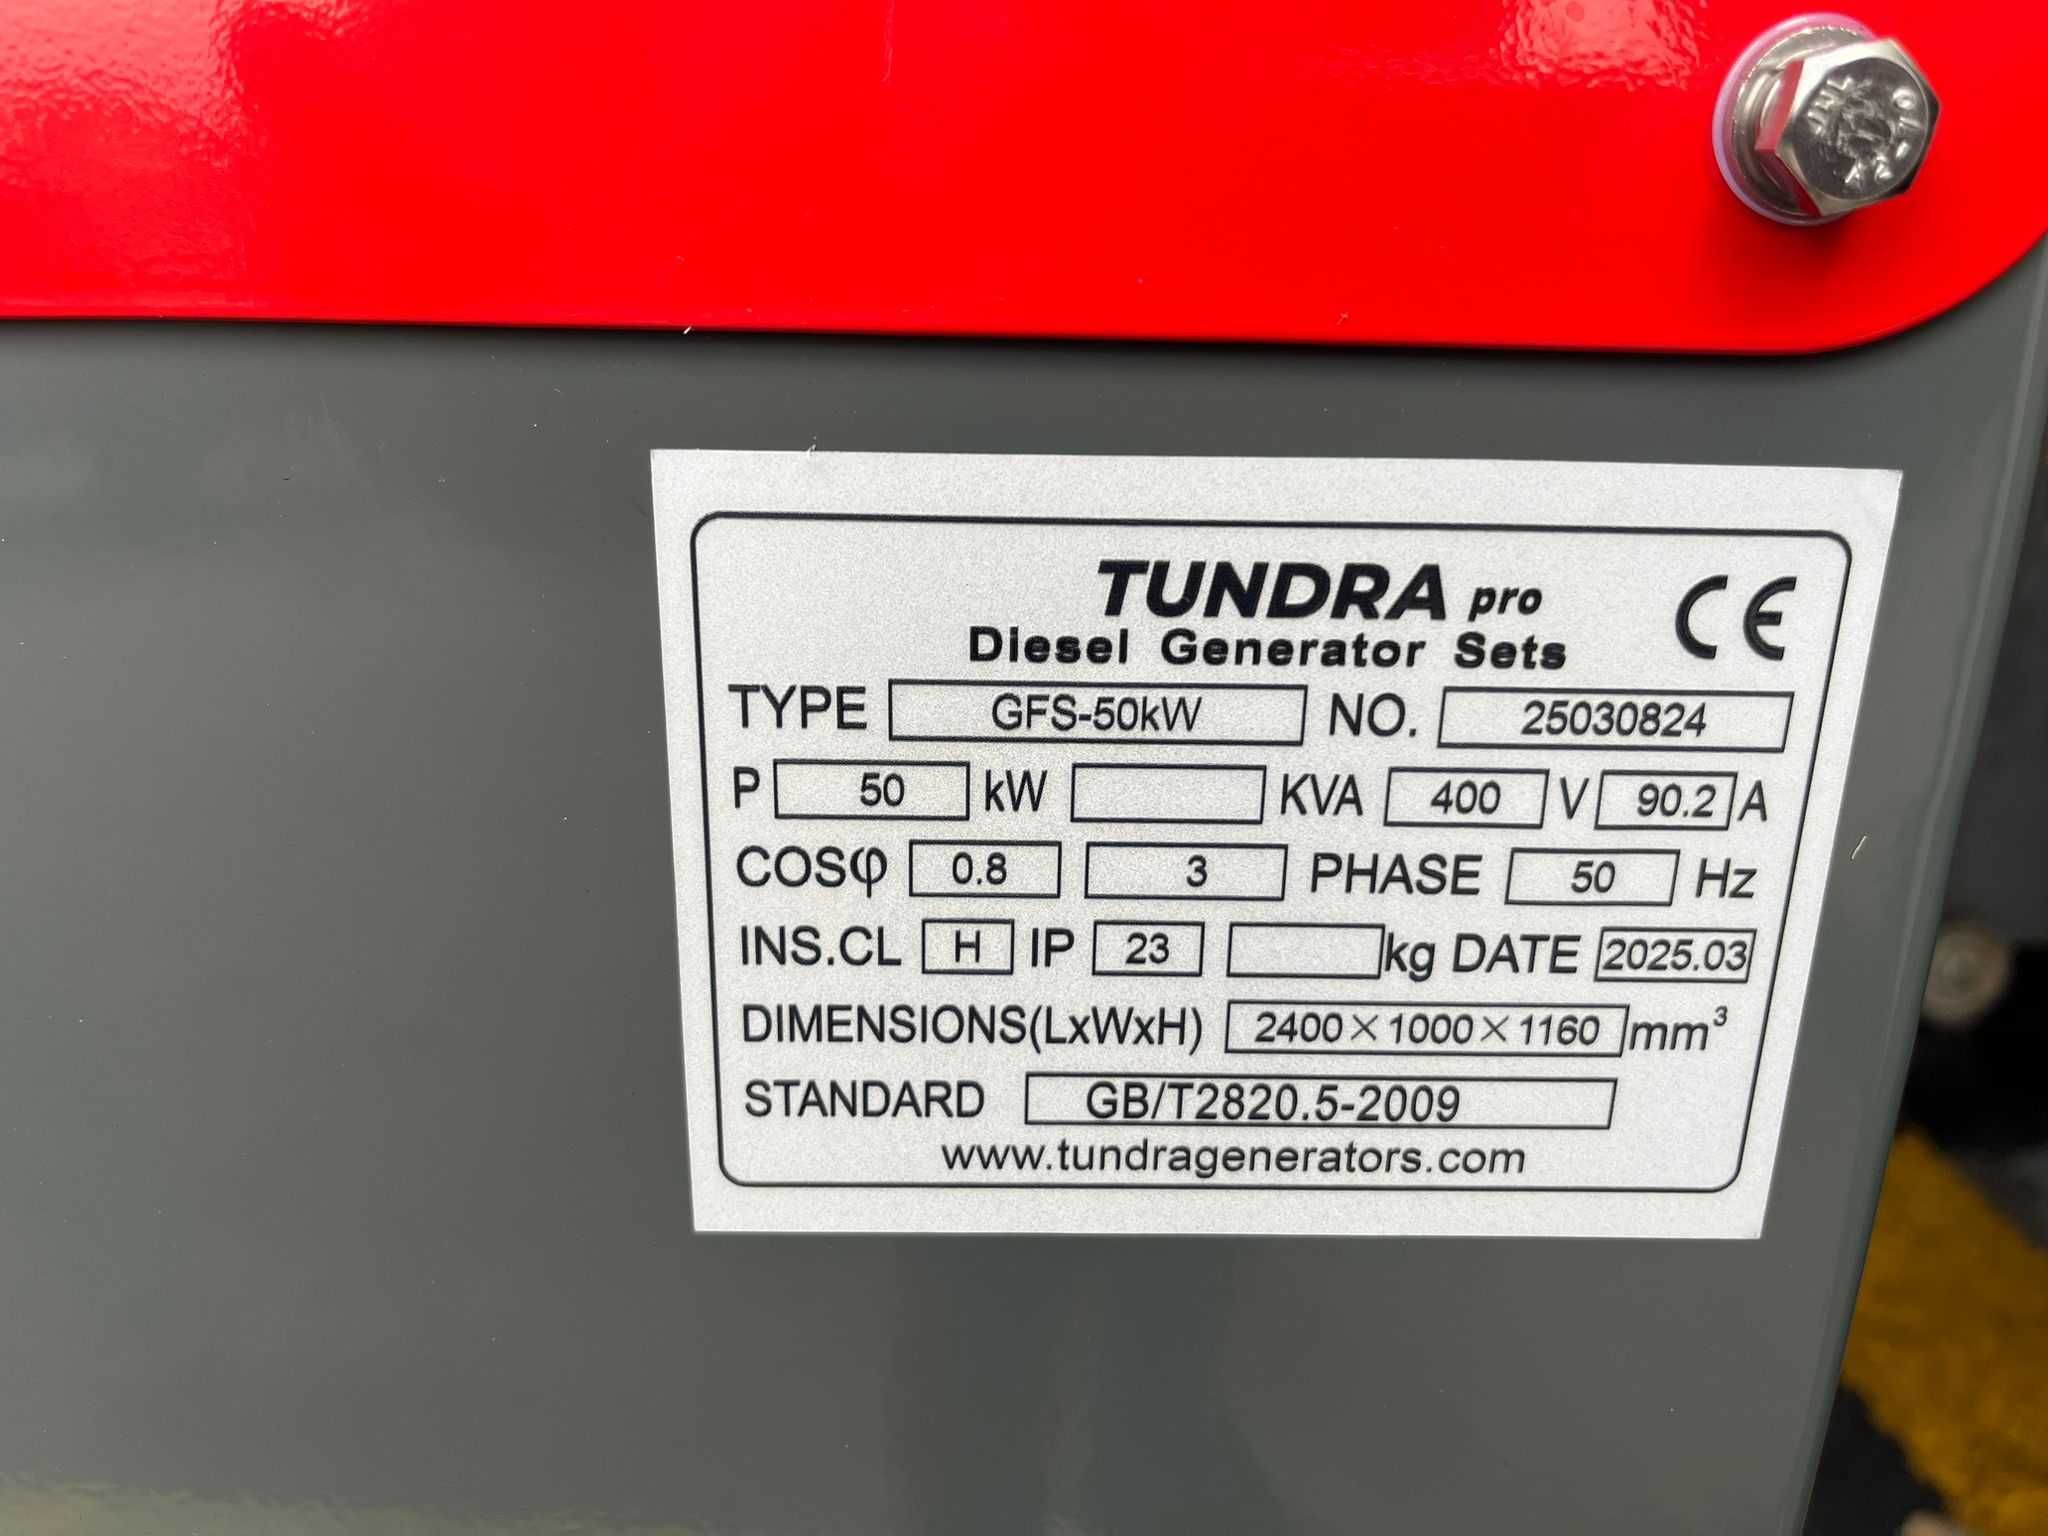 TUNDRA pro
CE
Diesel Generator Sets
TYPE GFS-50kW NO. 25030824
P 50 kW KVA 400 V 90.2 A
COSφ 0.8 3 PHASE 50 Hz
INS.CL H IP 23 kg DATE 2025.03
DIMENSIONS(LxWxH) 2400×1000×1160 mm³
STANDARD GB/T2820.5-2009
www.tundragenerators.com